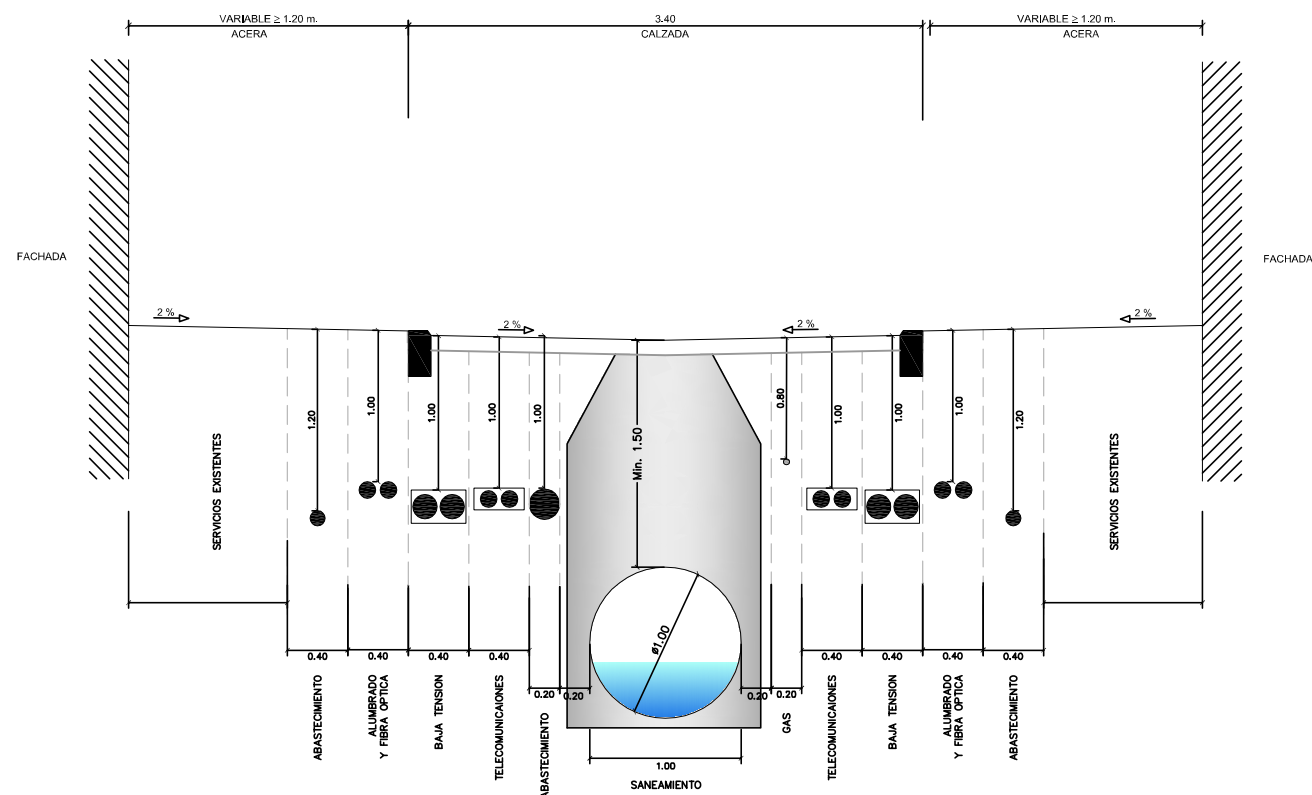 VARIABLE ≥ 1.20 m.
ACERA
3.40
CALZADA
VARIABLE ≥ 1.20 m.
ACERA
FACHADA
FACHADA
2 %
2 %
2 %
2 %
1.20
1.00
1.00
1.00
1.00
Min. 1.50
0.80
1.00
1.00
1.00
1.20
SERVICIOS EXISTENTES
SERVICIOS EXISTENTES
ø1.00
0.40
0.40
0.40
0.40
0.20
0.20
0.20
0.20
0.40
0.40
0.40
0.40
ABASTECIMIENTO
ALUMBRADO
Y FIBRA OPTICA
BAJA TENSION
TELECOMUNICAIONES
ABASTECIMIENTO
1.00
SANEAMIENTO
GAS
TELECOMUNICAIONES
BAJA TENSION
ALUMBRADO
Y FIBRA OPTICA
ABASTECIMIENTO